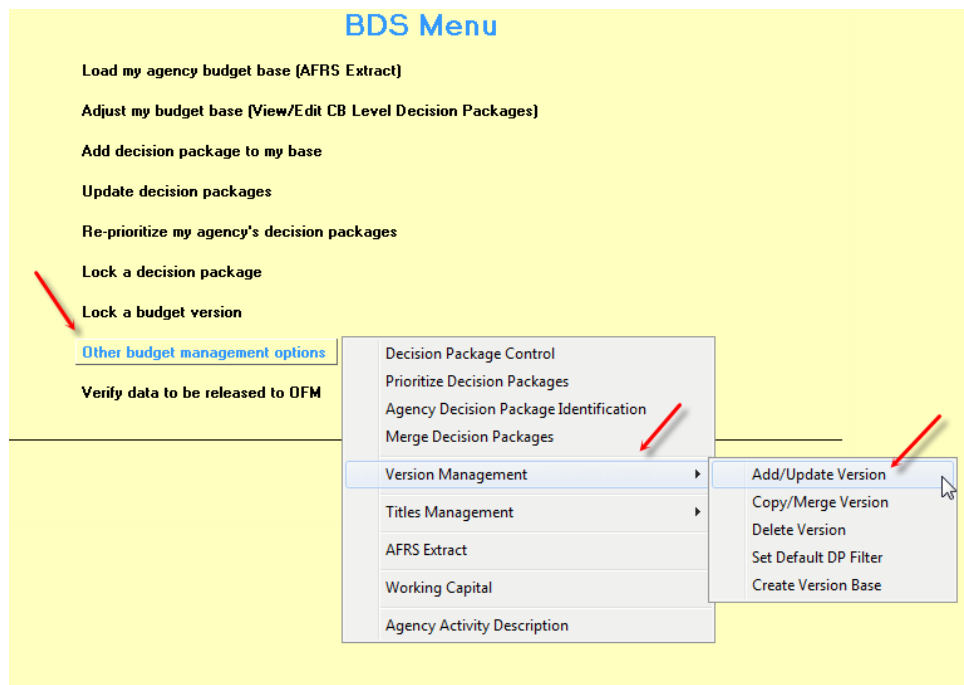 BDS Menu
Load my agency budget base (AFRS Extract)
Adjust my budget base (View/Edit CB Level Decision Packages)
Add decision package to my base
Update decision packages
Re-prioritize my agency's decision packages
Lock a decision package
Lock a budget version
Other budget management options
Verify data to be released to OFM
Decision Package Control
Prioritize Decision Packages
Agency Decision Package Identification
Merge Decision Packages
Version Management
Titles Management
AFRS Extract
Working Capital
Agency Activity Description
Add/Update Version
Copy/Merge Version
Delete Version
Set Default DP Filter
Create Version Base